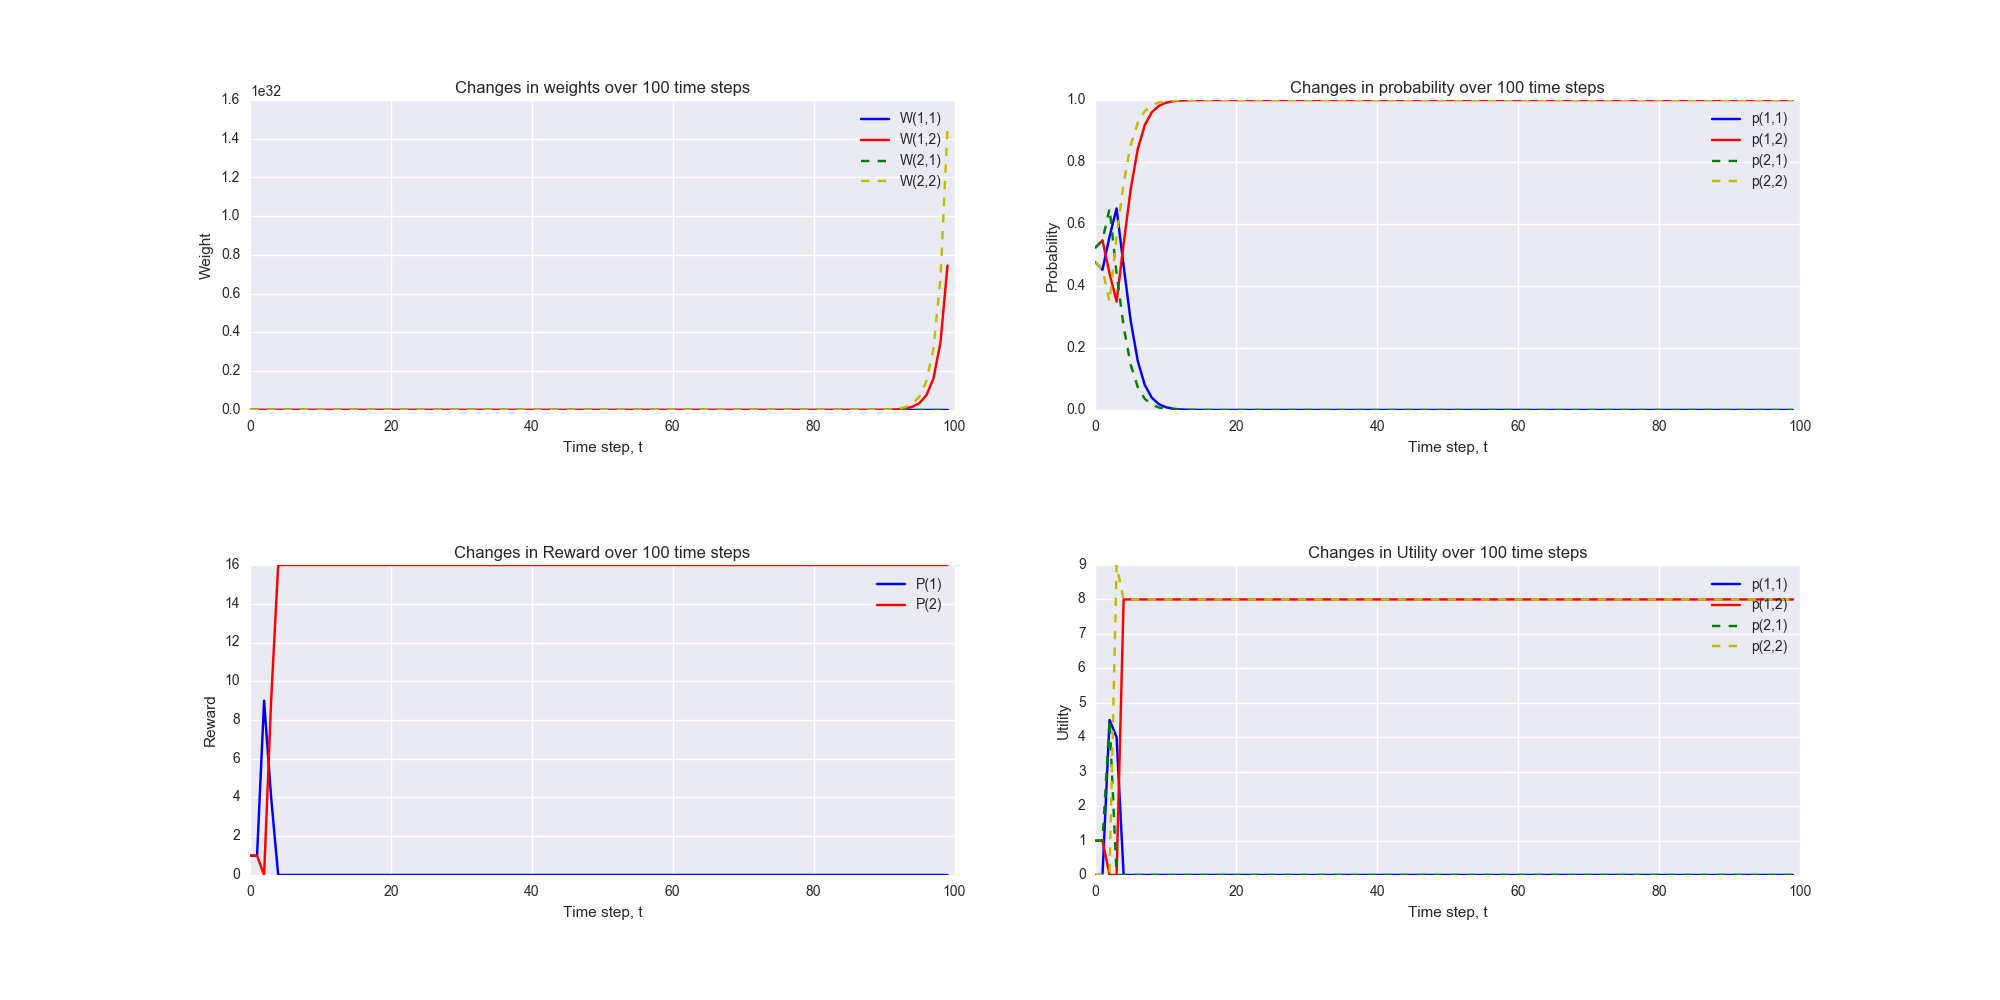 Changes in weights over 100 time steps
1e32
1.6
1.4
1.2
1.0
0.8
0.6
0.4
0.2
0.0
Weight
W(1,1)
W(1,2)
W(2,1)
W(2,2)
0 20 40 60 80 100
Time step, t
Changes in probability over 100 time steps
1.0
0.8
0.6
0.4
0.2
0.0
Probability
p(1,1)
p(1,2)
p(2,1)
p(2,2)
0 20 40 60 80 100
Time step, t
Changes in Reward over 100 time steps
16
14
12
10
8
6
4
2
0
Reward
P(1)
P(2)
0 20 40 60 80 100
Time step, t
Changes in Utility over 100 time steps
9
8
7
6
5
4
3
2
1
0
Utility
p(1,1)
p(1,2)
p(2,1)
p(2,2)
0 20 40 60 80 100
Time step, t